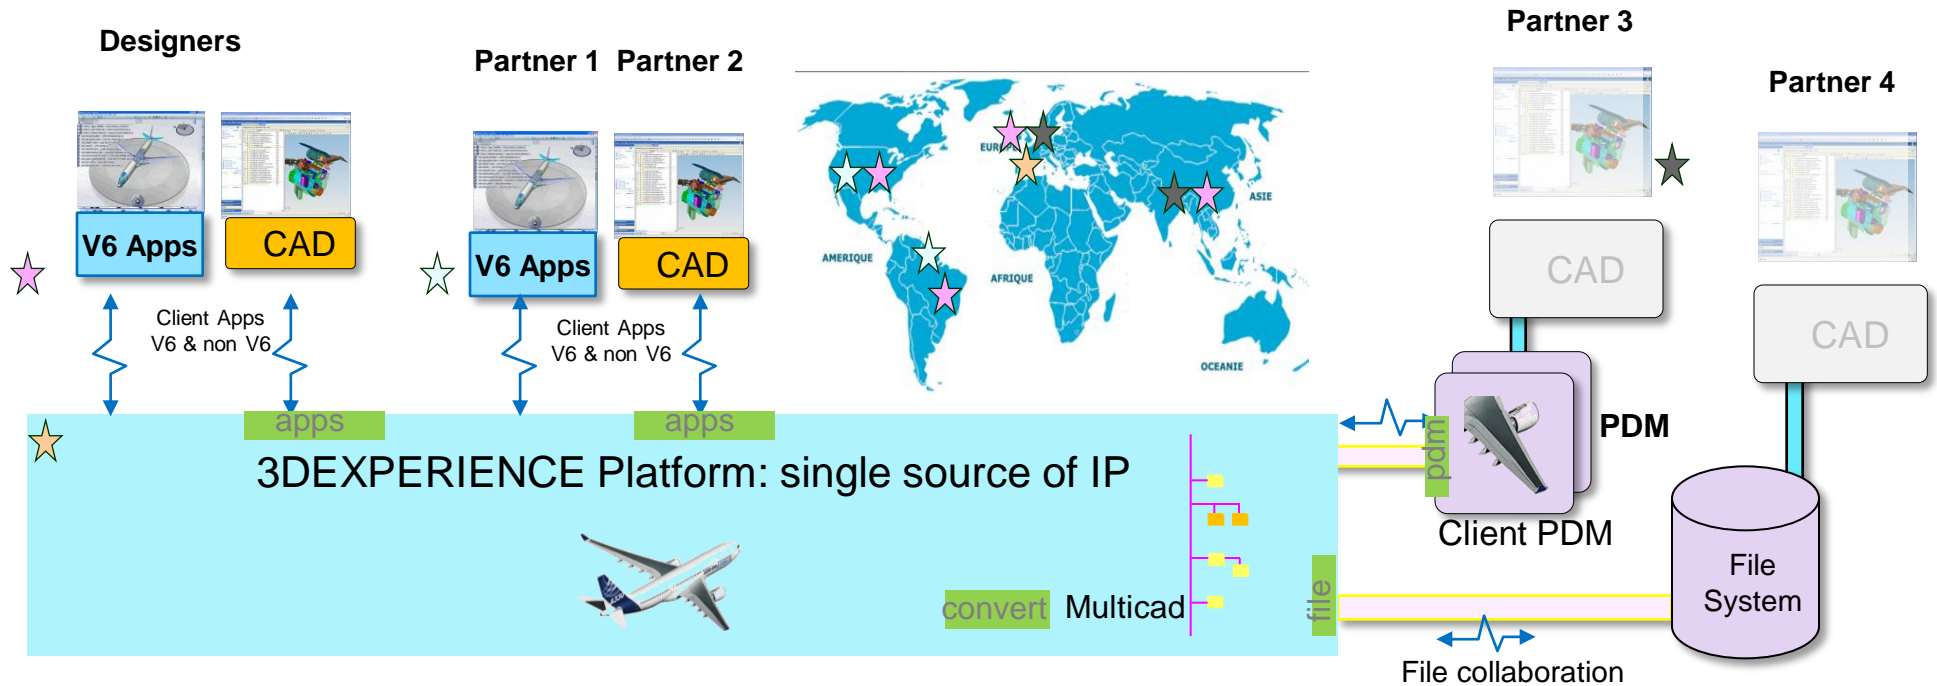 Designers
Partner 1
Partner 2
Partner 3
Partner 4
V6 Apps
CAD
V6 Apps
CAD
CAD
CAD
Client Apps
V6 & non V6
Client Apps
V6 & non V6
EUROPE
ASIE
AMERIQUE
AFRIQUE
OCEANIE
apps
apps
pdm
PDM
3DEXPERIENCE Platform: single source of IP
Client PDM
convert
Multicad
file
File
System
File collaboration